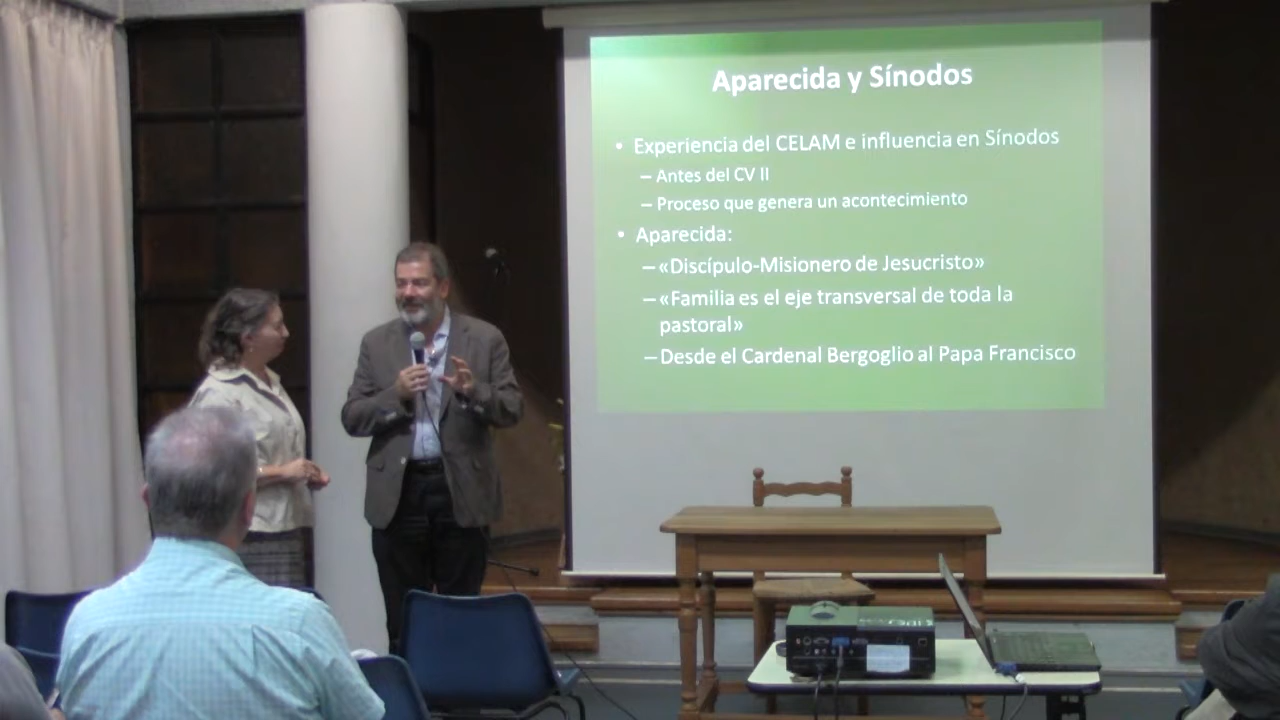 Aparecida y Sínodos
• Experiencia del CELAM e influencia en Sínodos
– Antes del CV II
– Proceso que genera un acontecimiento
• Aparecida:
– «Discípulo-Misionero de Jesucristo»
– «Familia es el eje transversal de toda la
pastoral»
– Desde el Cardenal Bergoglio al Papa Francisco